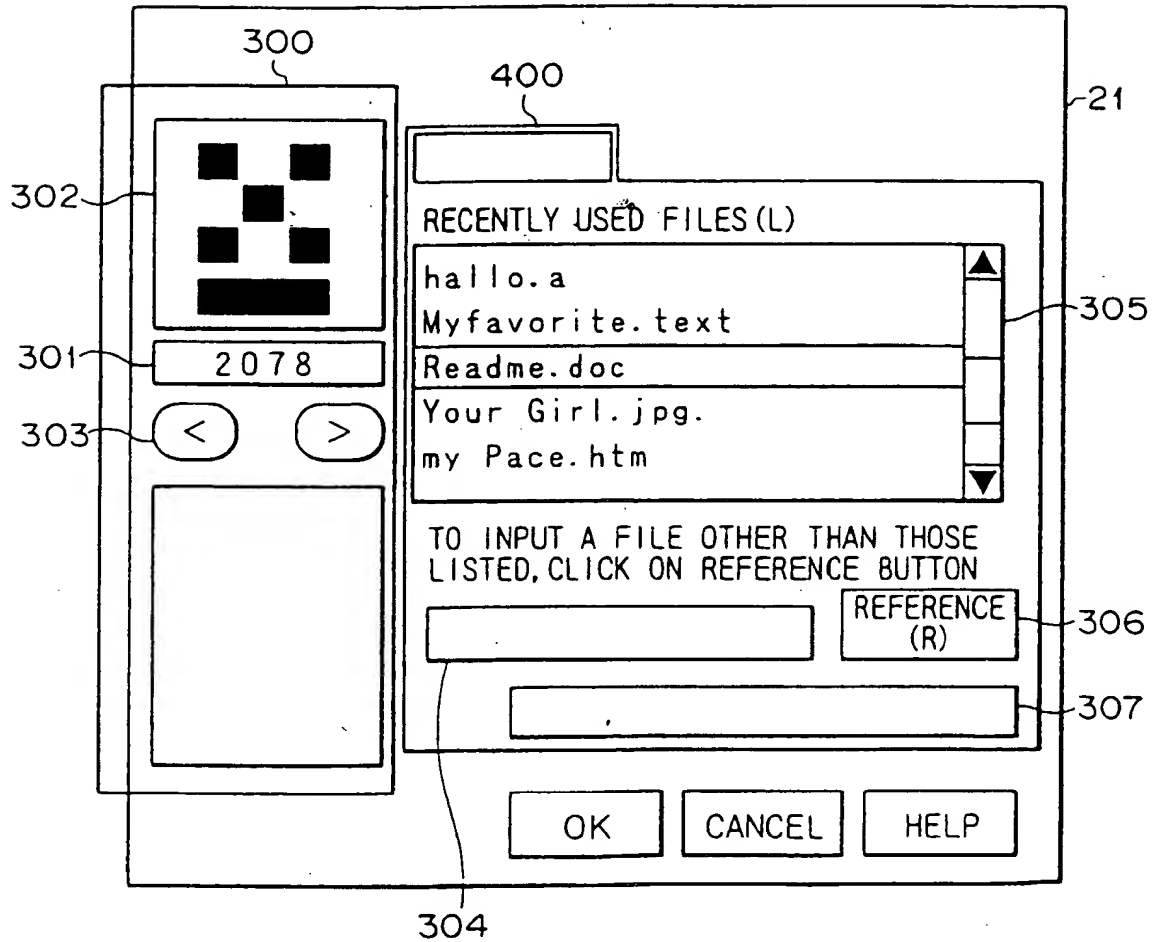 300
400
21
302
RECENTLY USED FILES(L)
hallo.a
305
Myfavorite.text
301
2078
Readme.doc
303
<
>
Your Girl.jpg.
my Pace.htm
TO INPUT A FILE OTHER THAN THOSE
LISTED,CLICK ON REFERENCE BUTTON
REFERENCE
(R)
306
307
OK
CANCEL
HELP
304